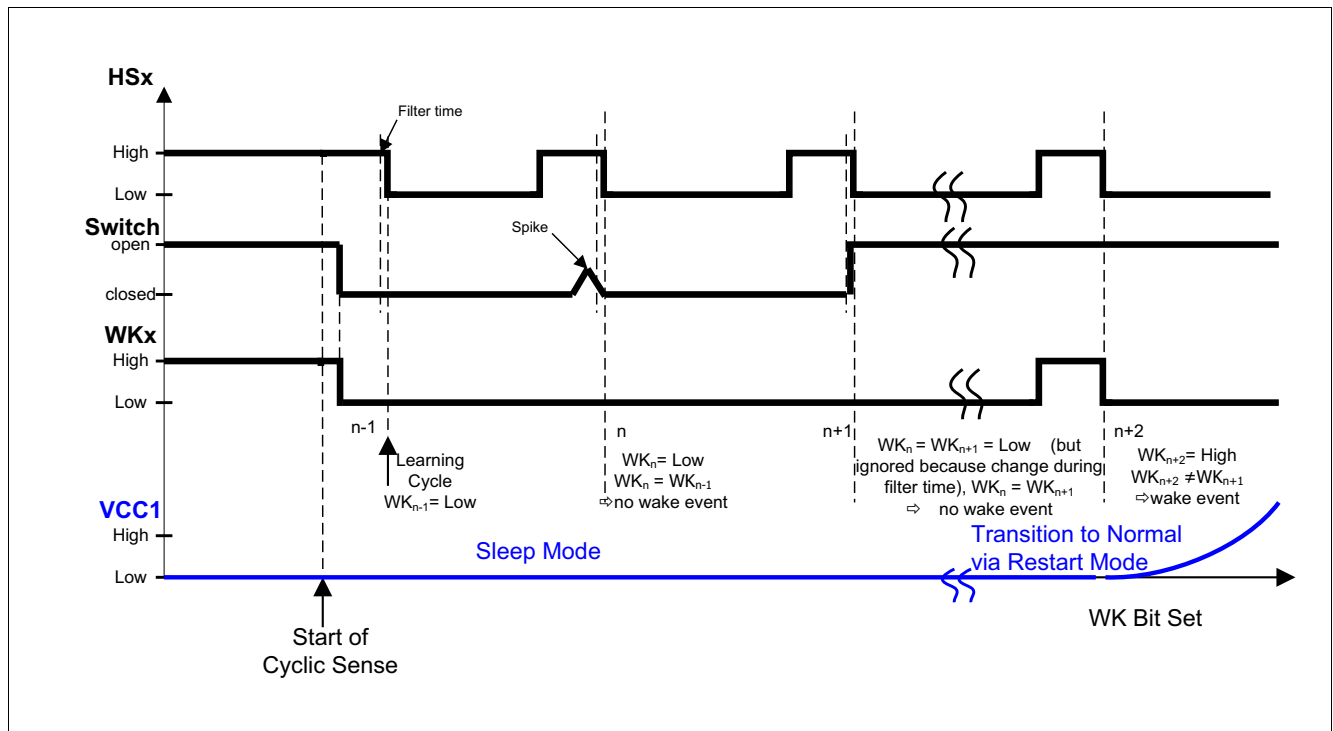 HSx
Filter time
High
Low
Switch
open
Spike
closed
WKx
High
Low
n-1
n
n+1
n+2
Learning
Cycle
WKn-1= Low
WKn= Low
WKn = WKn-1
⇨no wake event
WKn = WKn+1 = Low (but
ignored because change during
filter time), WKn = WKn+1
⇨ no wake event
WKn+2= High
WKn+2 ≠WKn+1
⇨wake event
VCC1
High
Low
Sleep Mode
Transition to Normal
via Restart Mode
WK Bit Set
Start of
Cyclic Sense